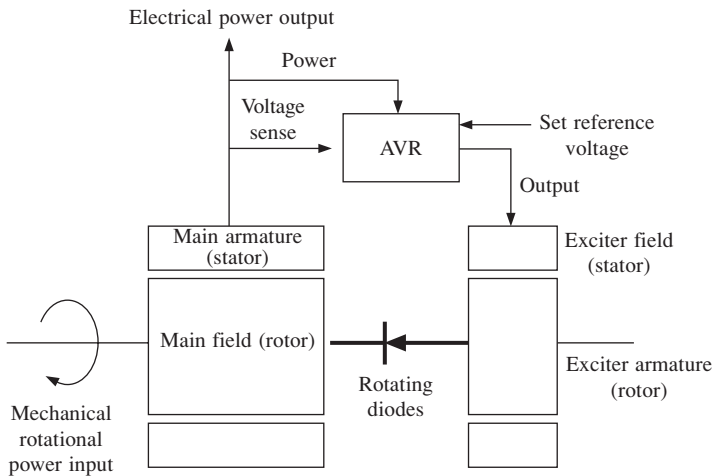 Electrical power output
Power
Voltage
sense
AVR
Set reference
voltage
Output
Main armature
(stator)
Exciter field
(stator)
Main field (rotor)
Rotating
diodes
Exciter armature
(rotor)
Mechanical
rotational
power input